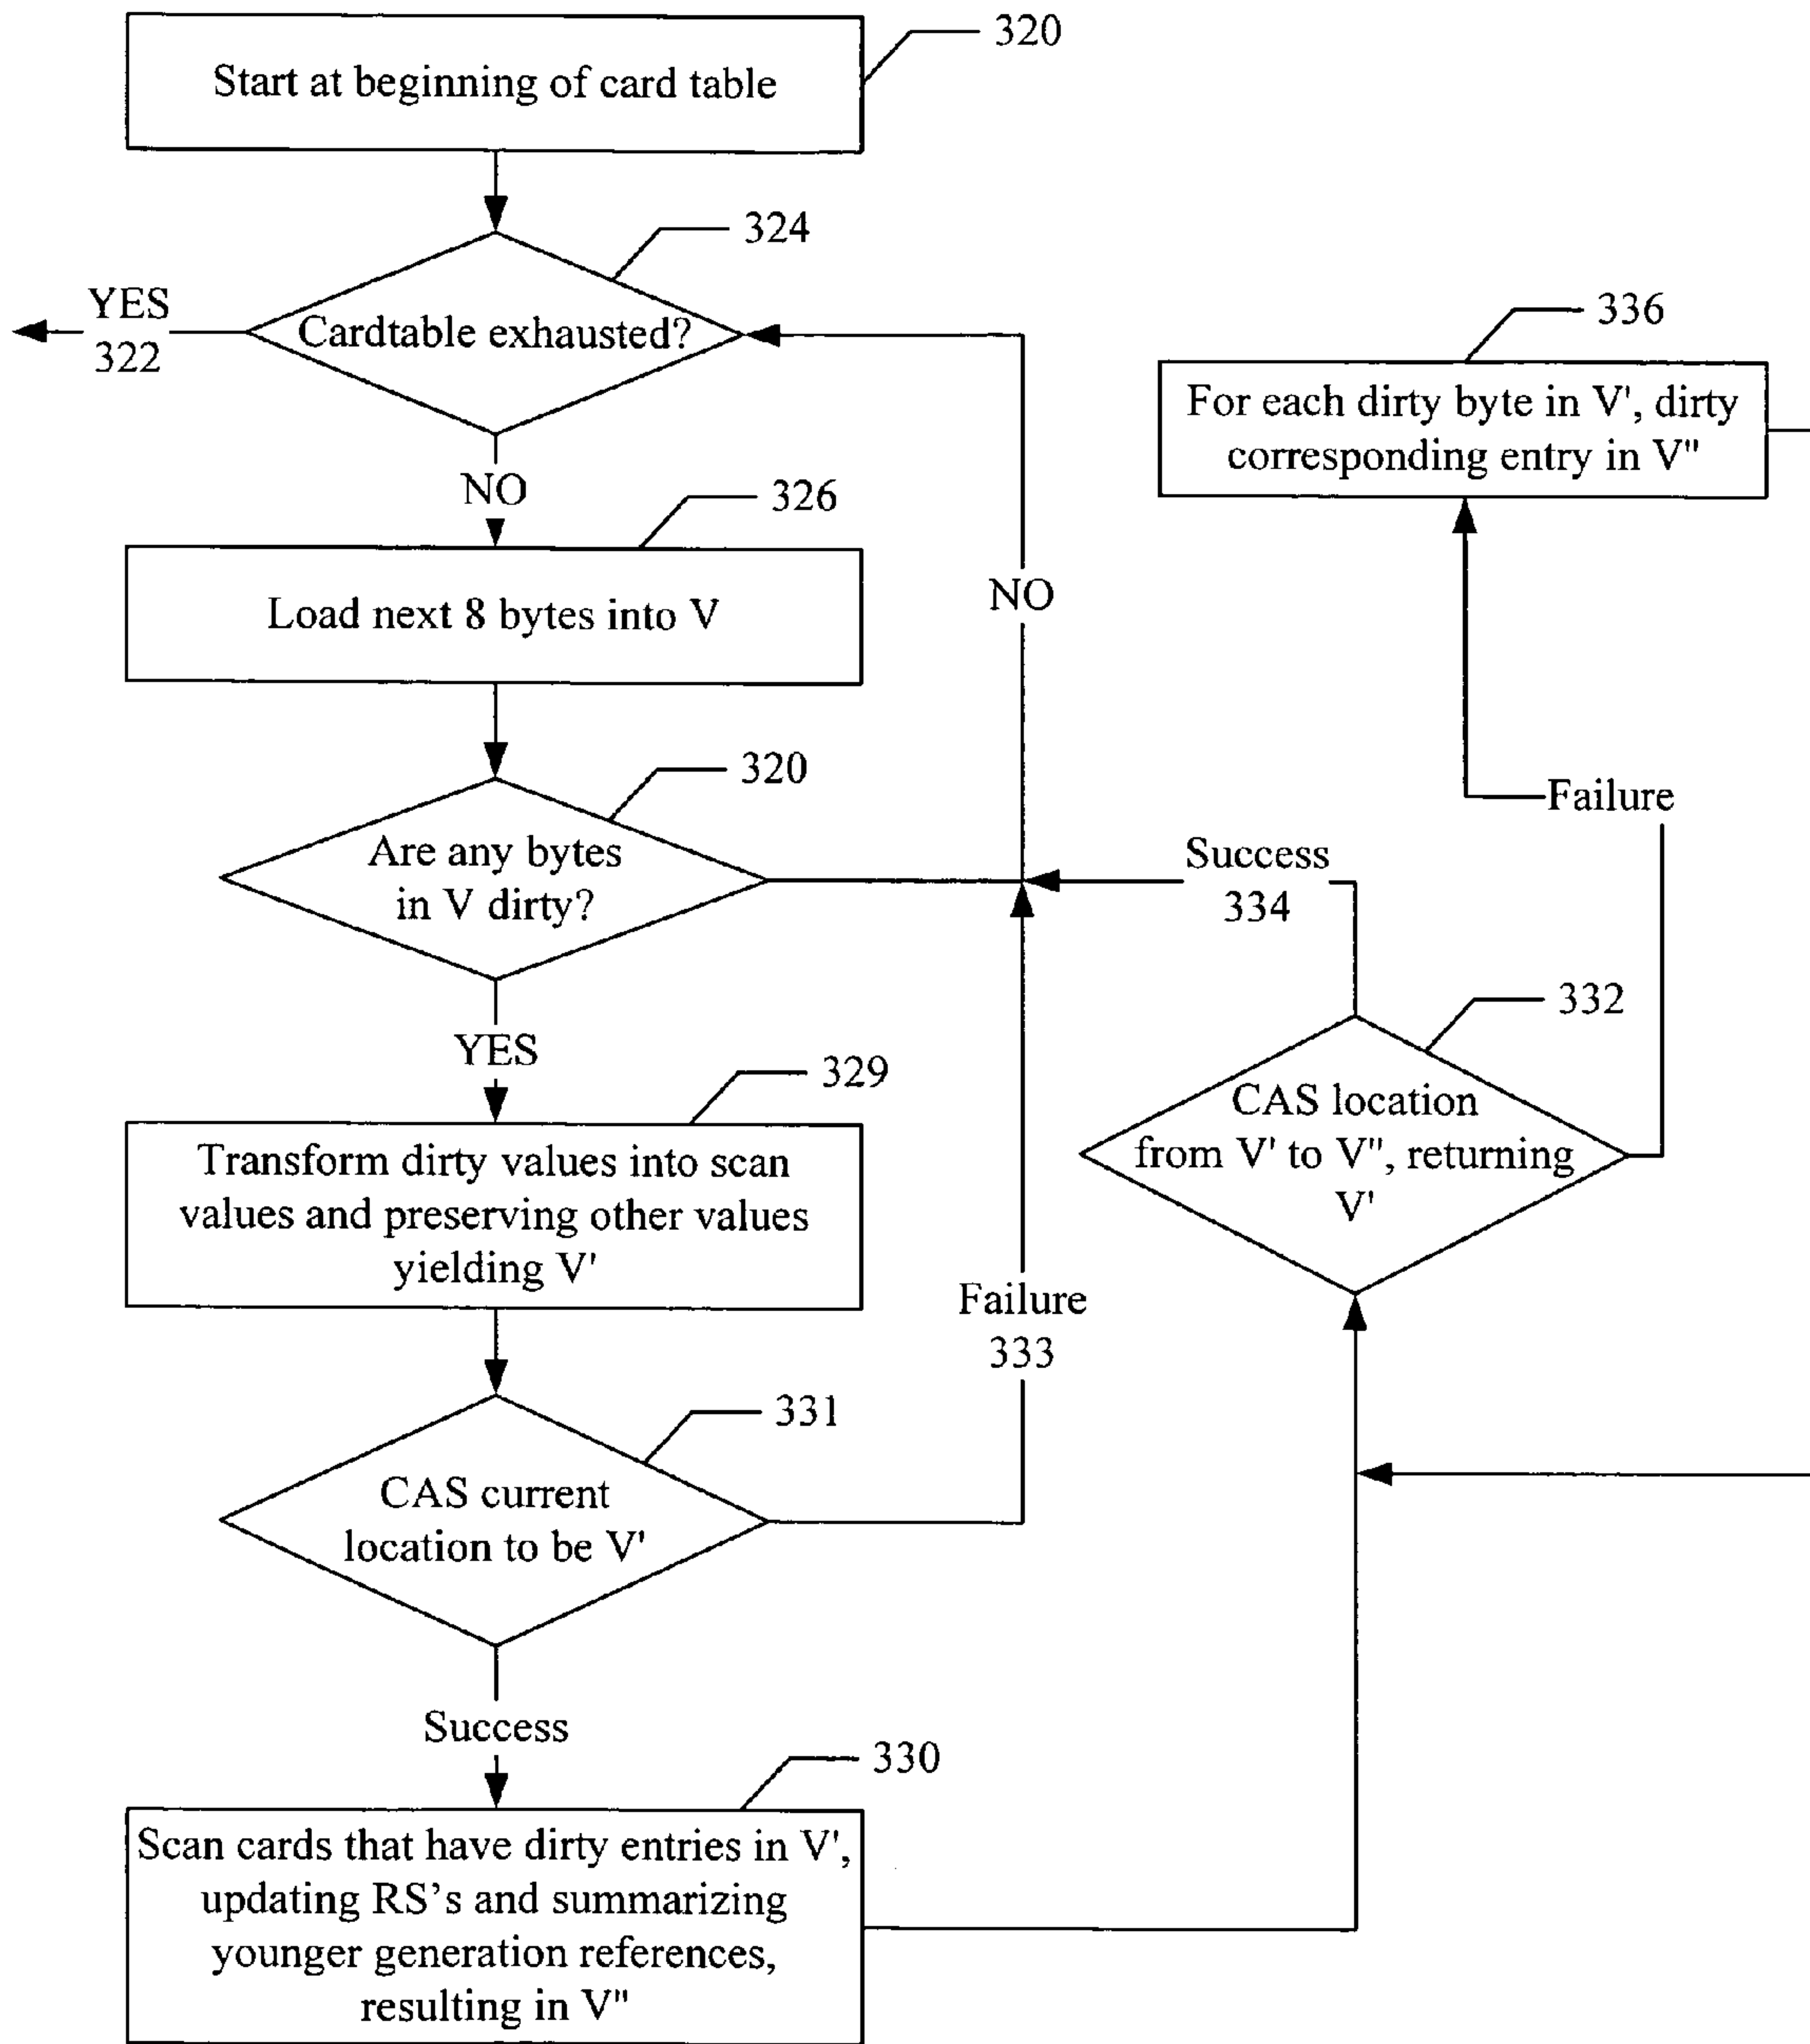 320
Start at beginning of card table
324
YES
322
Cardtable exhausted?
336
For each dirty byte in V', dirty
corresponding entry in V"
NO
326
Load next 8 bytes into V
NO
320
Are any bytes
in V dirty?
Failure
Success
334
YES
332
CAS location
from V' to V", returning
V'
329
Transform dirty values into scan
values and preserving other values
yielding V'
Failure
333
331
CAS current
location to be V'
Success
330
Scan cards that have dirty entries in V',
updating RS’s and summarizing
younger generation references,
resulting in V"